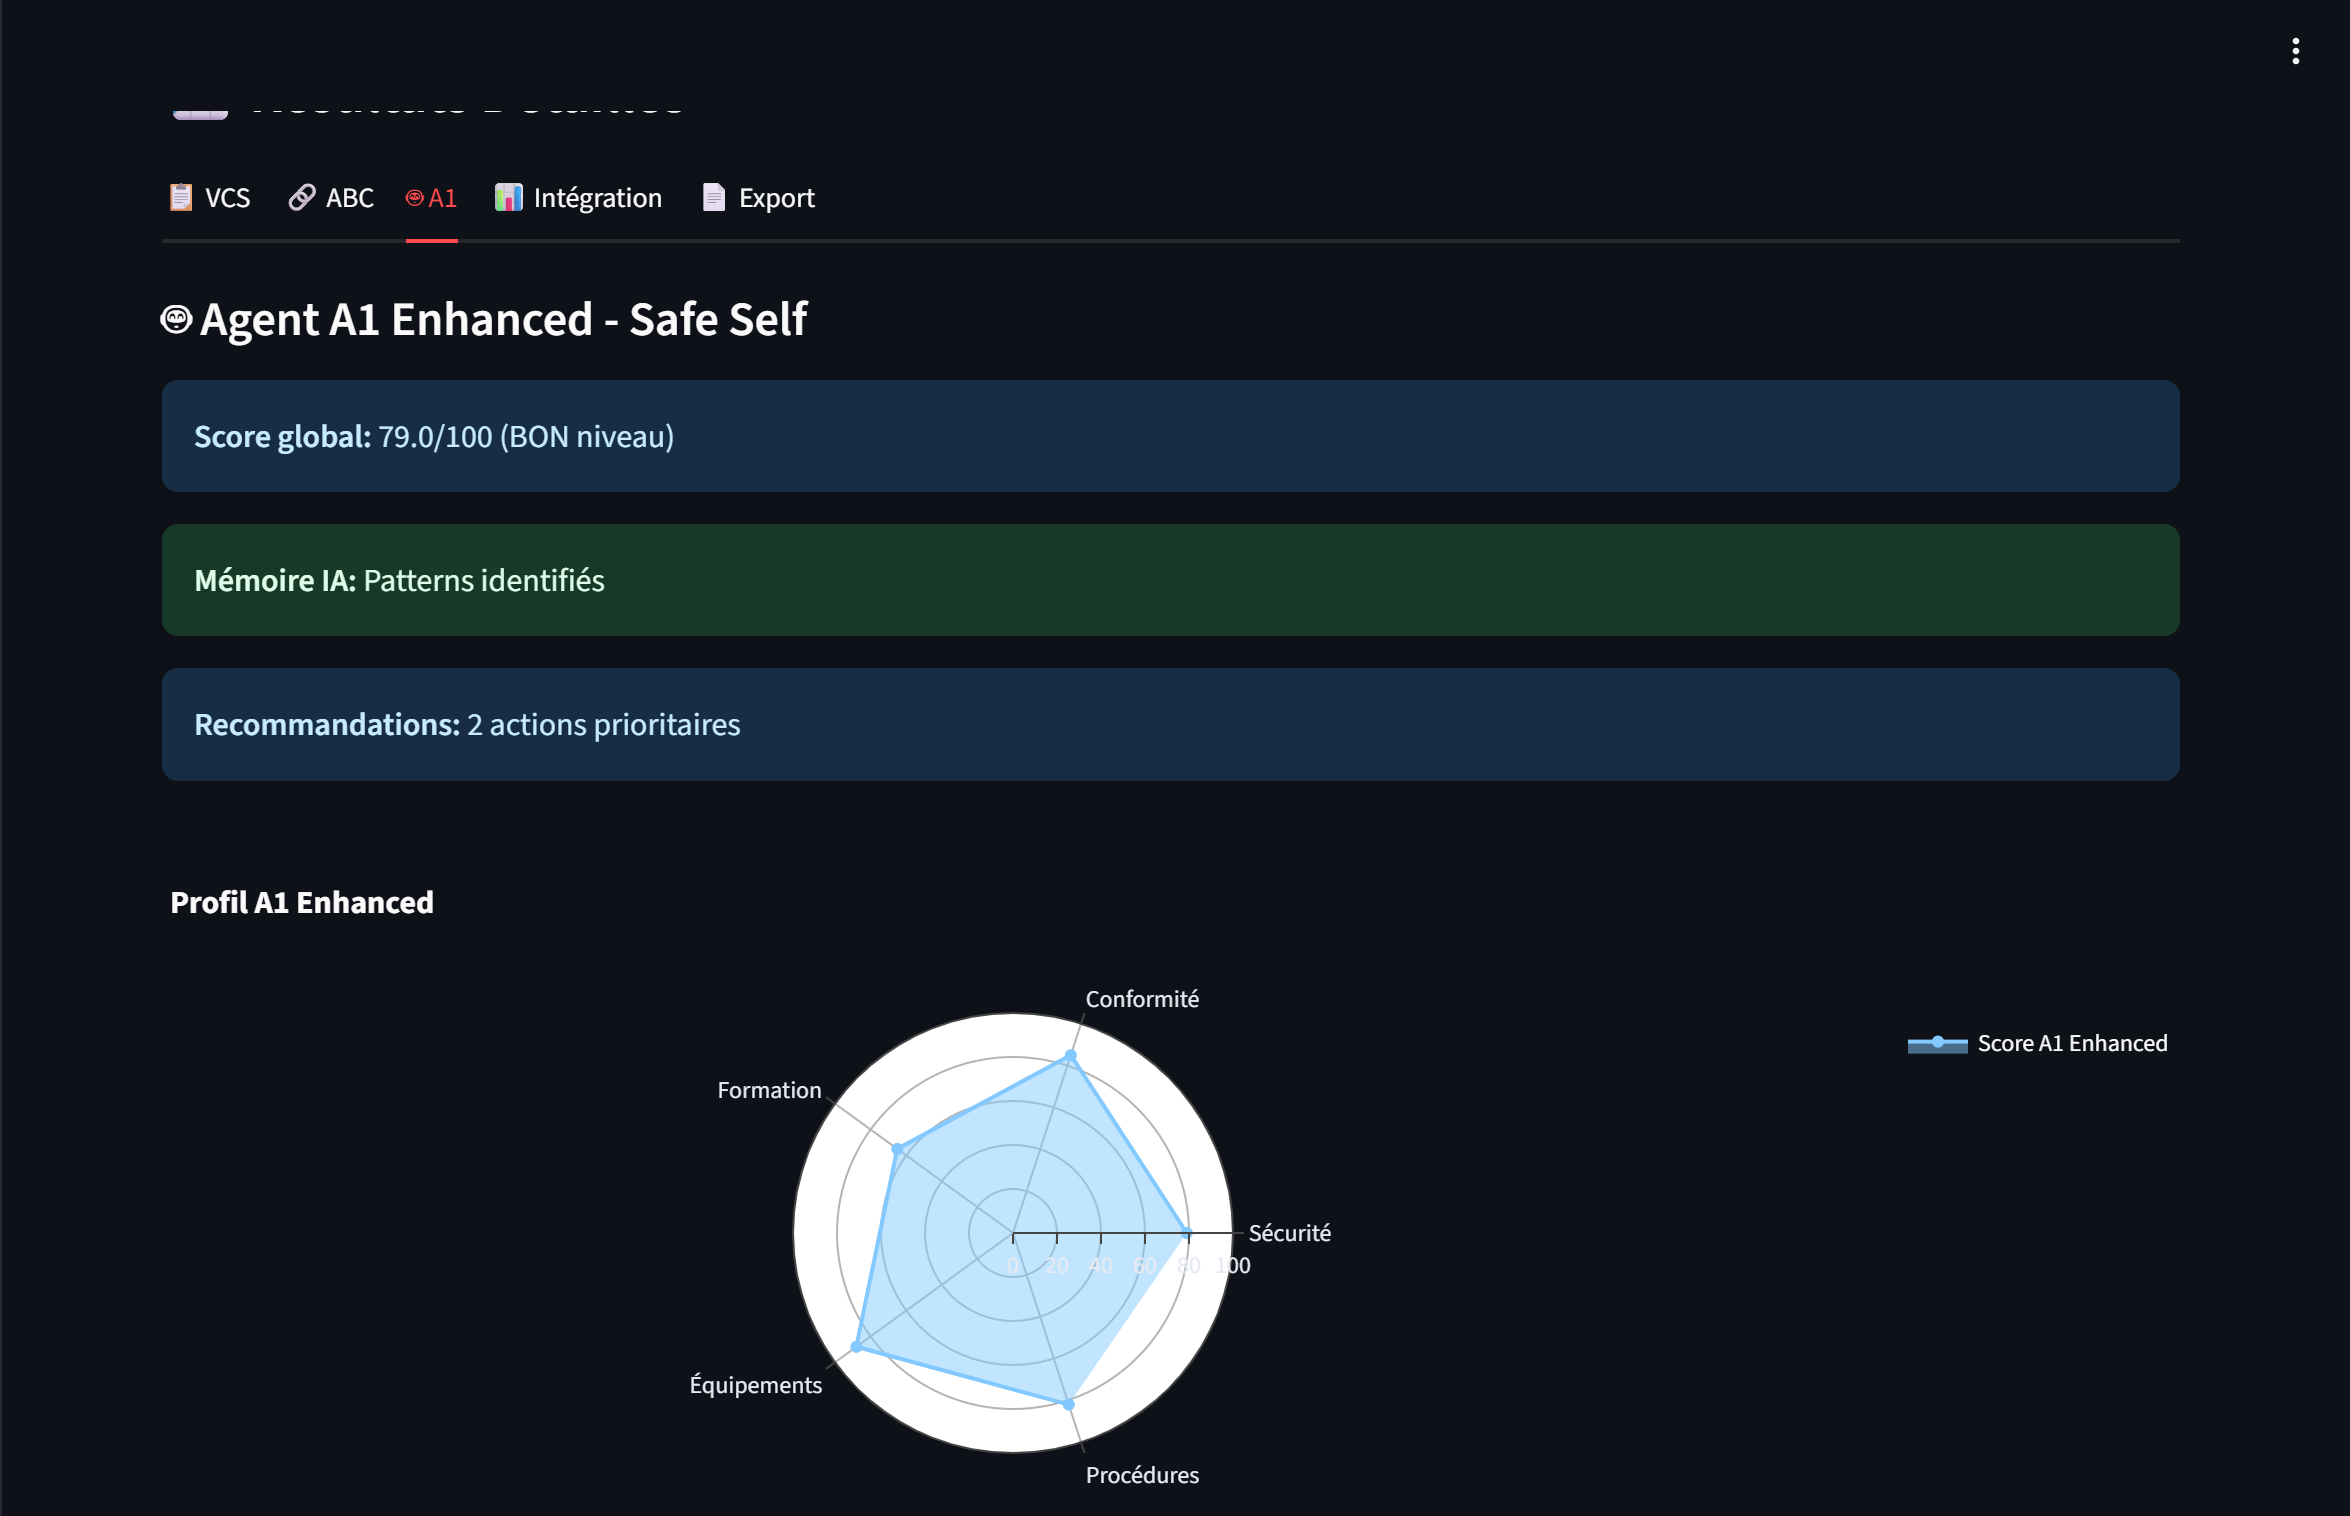 VCS
ABC
A1
Intégration
Export
Agent A1 Enhanced - Safe Self
Score global: 79.0/100 (BON niveau)
Mémoire IA: Patterns identifiés
Recommandations: 2 actions prioritaires
Profil A1 Enhanced
Conformité
Score A1 Enhanced
Formation
Sécurité
0 20 40 60 80 100
Équipements
Procédures